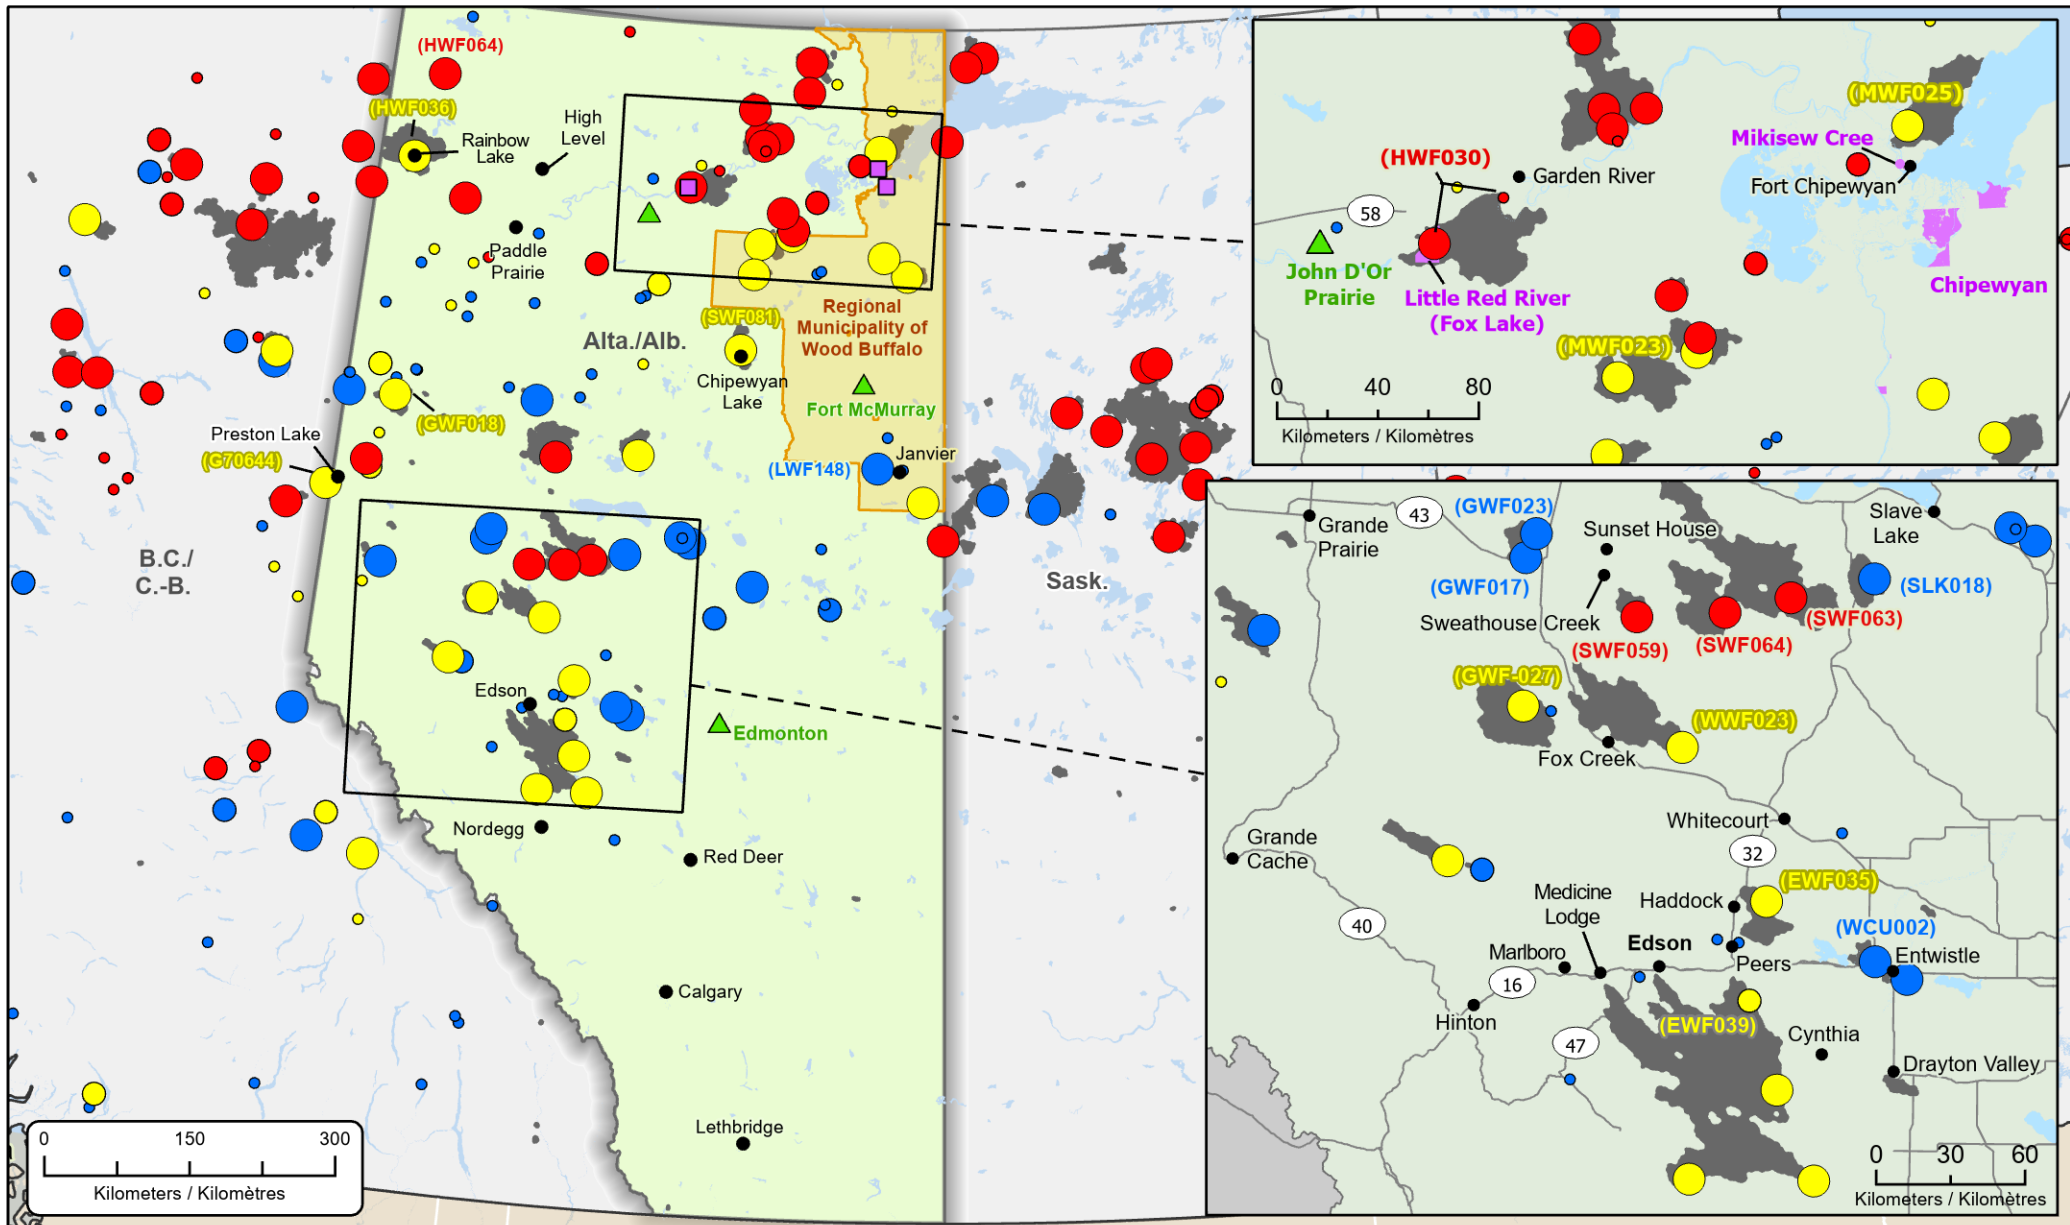 (HWF064)
(HWF036)
Rainbow
Lake
High
Level
Paddle
Prairie
Alta./Alb.
(SWF081)
Chipewyan
Lake
Regional
Municipality of
Wood Buffalo
Fort McMurray
(GWF018)
Preston Lake
(G70644)
(LWF148)
Janvier
B.C./
C.-B.
Sask.
Edson
Edmonton
Nordegg
Red Deer
Calgary
Lethbridge
0 150 300
Kilometers / Kilomètres
(MWF025)
Mikisew Cree
Fort Chipewyan
(HWF030)
Garden River
58
John D'Or
Prairie
Little Red River
(Fox Lake)
Chipewyan
(MWF023)
0 40 80
Kilometers / Kilomètres
Grande
Prairie
43
(GWF023)
Sunset House
Slave
Lake
(GWF017)
Sweathouse Creek
(SLK018)
(SWF059)
(SWF064)
(SWF063)
(GWF-027)
(WWF023)
Fox Creek
Whitecourt
Grande
Cache
32
(EWF035)
Medicine
Lodge
Haddock
40
(WCU002)
Marlboro
Edson
Peers
Entwistle
16
Hinton
(EWF039)
47
Cynthia
Drayton Valley
0 30 60
Kilometers / Kilomètres